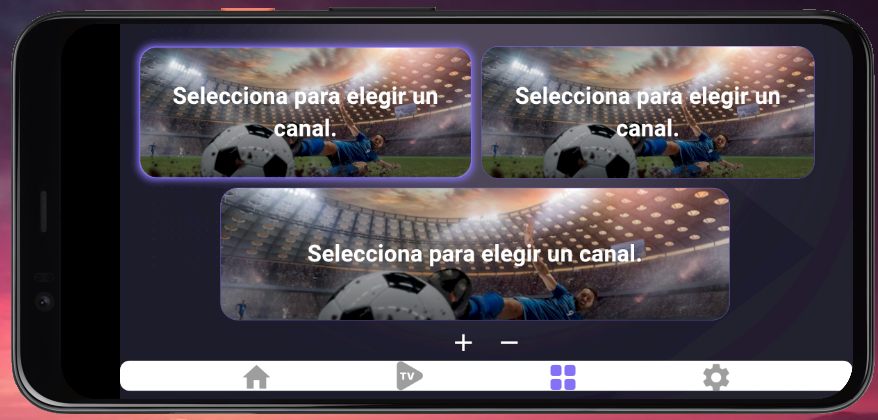 Selecciona para elegir un
canal.
Selecciona para elegir un
canal.
Selecciona para elegir un canal.
+ −
TV